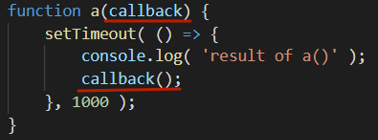 function a(callback) {
    setTimeout( () => {
        console.log( 'result of a()' );
        callback();
    }, 1000 );
}